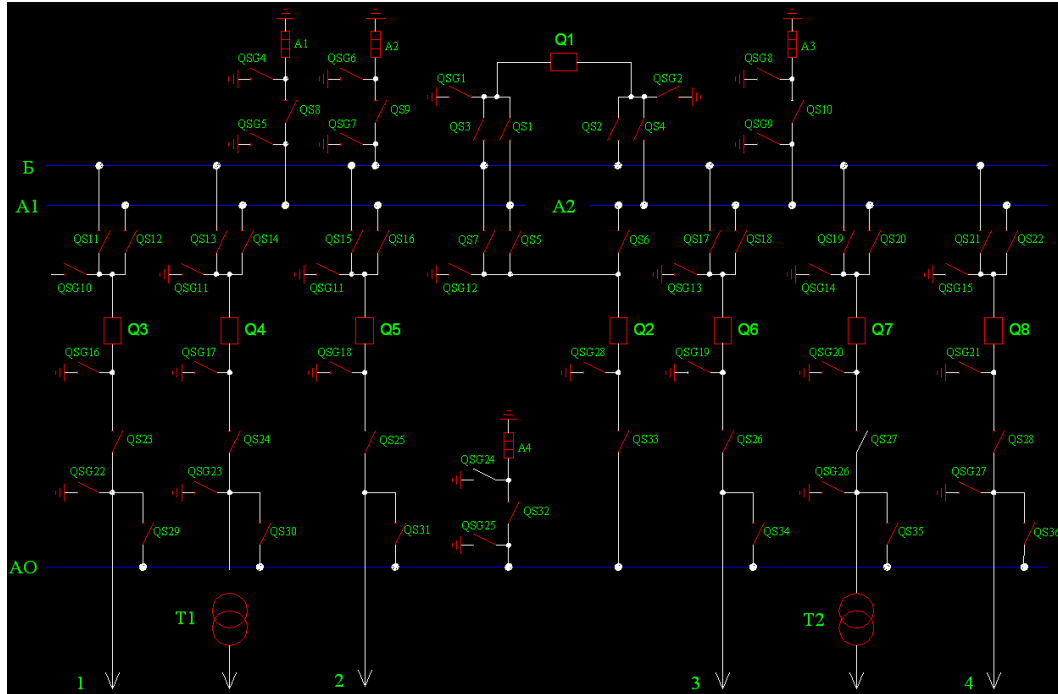 Q1
QSG4
A1
QSG6
A2
QSG8
A3
QSG1
QSG2
QS8
QS9
QS10
QSG5
QSG7
QS3
QS1
QS2
QS4
QSG9
Б
A1
A2
QS11
QS12
QS13
QS14
QS15
QS16
QS7
QS5
QS6
QS17
QS18
QS19
QS20
QS21
QS22
QSG10
QSG11
QSG11
QSG12
QSG13
QSG14
QSG15
Q3
Q4
Q5
Q2
Q6
Q7
Q8
QSG16
QSG17
QSG18
QSG28
QSG19
QSG20
QSG21
QS23
QS24
QS25
A4
QS33
QS26
QS27
QS28
QSG22
QSG23
QSG24
QSG26
QSG27
QS32
QS29
QS30
QS31
QSG25
QS34
QS35
QS36
АО
T1
T2
1
2
3
4